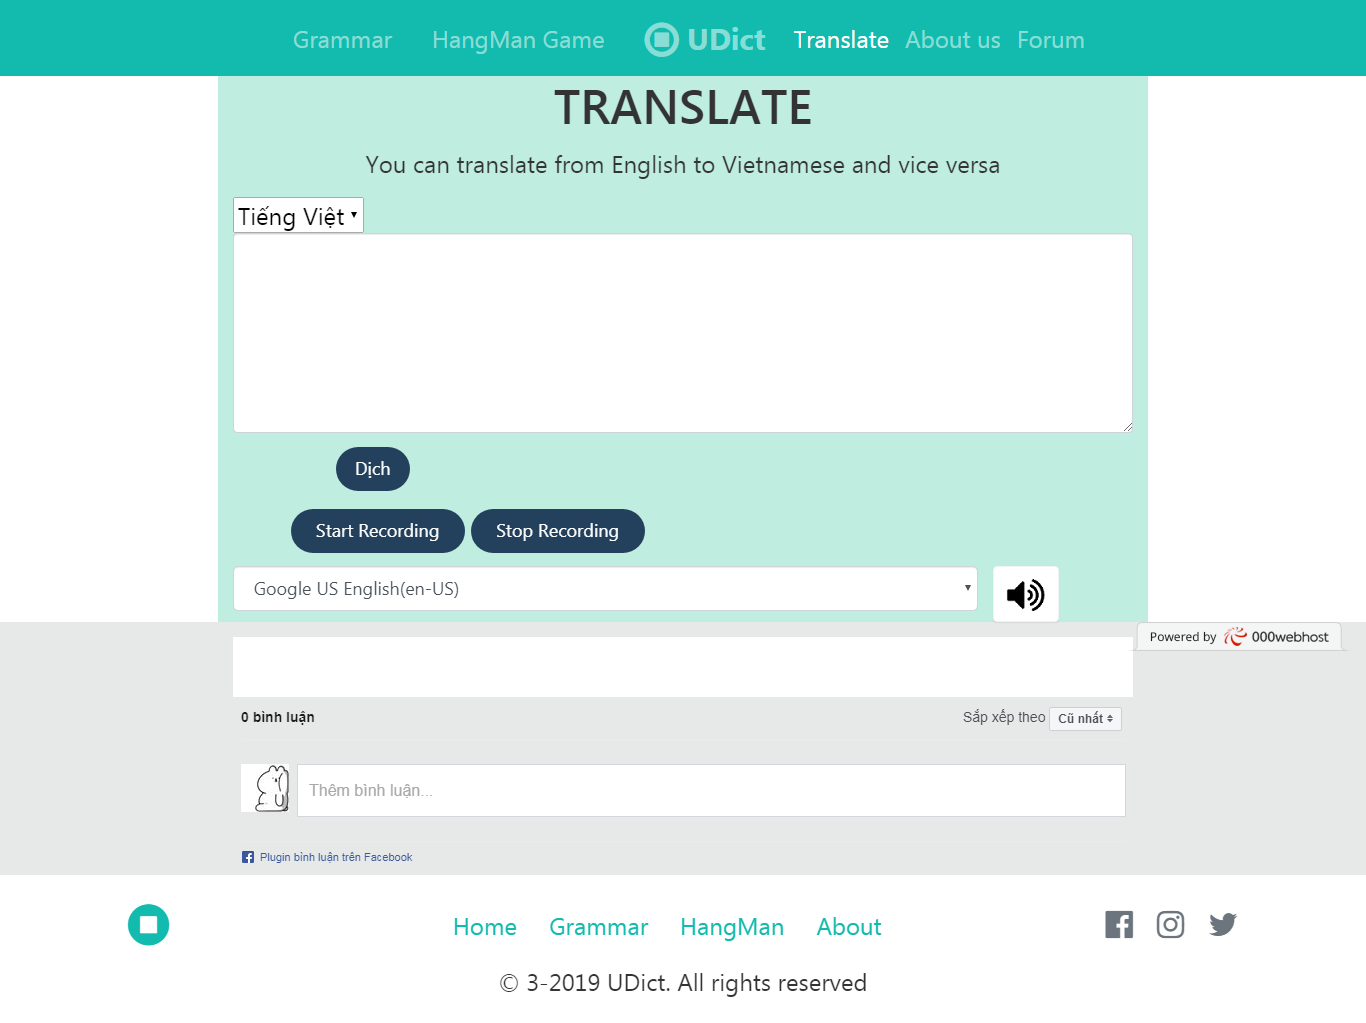 Grammar HangMan Game UDict Translate About us Forum
TRANSLATE
You can translate from English to Vietnamese and vice versa
Tiếng Việt
Dịch
Start Recording Stop Recording
Google US English(en-US)
Powered by 000webhost
0 bình luận Sắp xếp theo Cũ nhất
Thêm bình luận...
Plugin bình luận trên Facebook
Home Grammar HangMan About
© 3-2019 UDict. All rights reserved